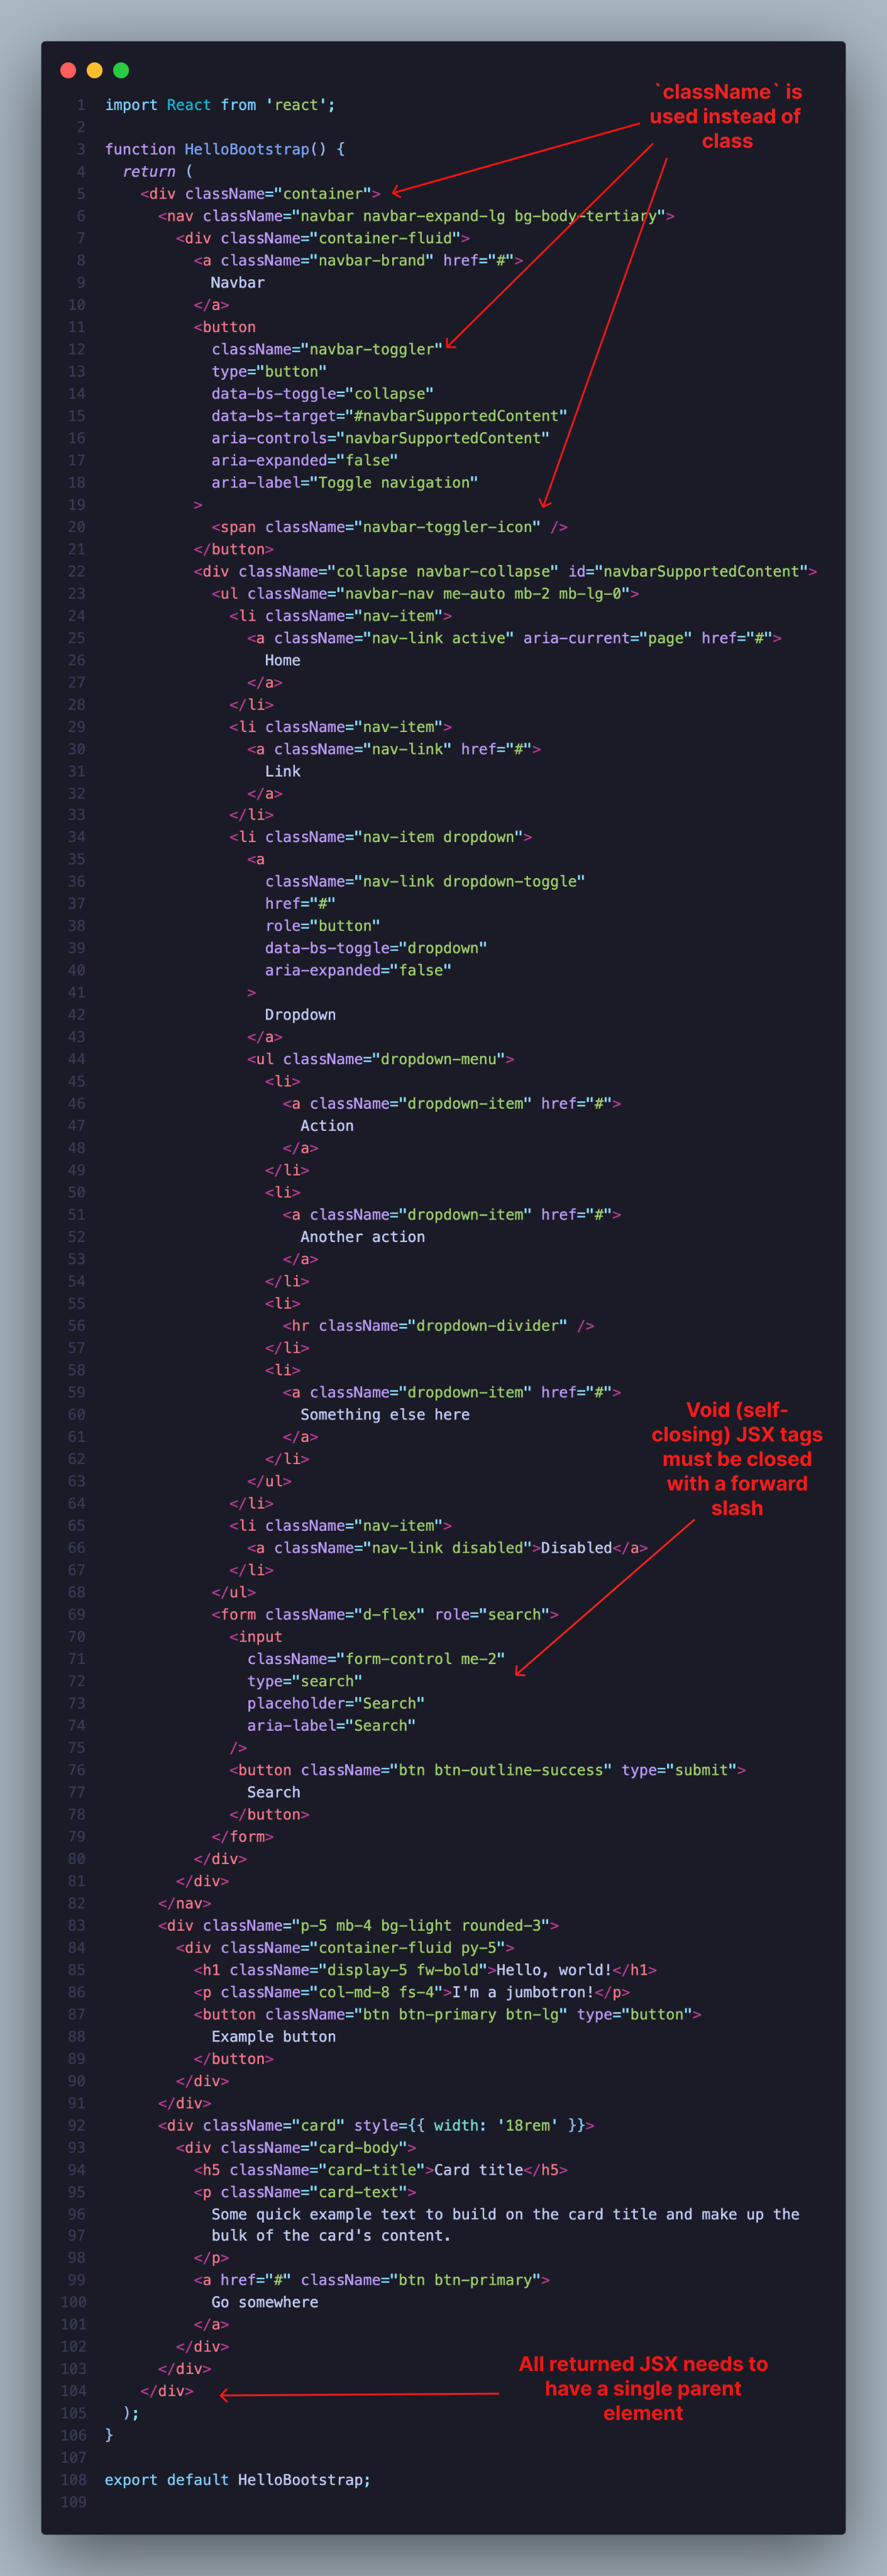 `className` is
used instead of
class
1 import React from 'react';
2
3 function HelloBootstrap() {
4   return (
5     <div className="container">
6       <nav className="navbar navbar-expand-lg bg-body-tertiary">
7         <div className="container-fluid">
8           <a className="navbar-brand" href="#">
9             Navbar
10           </a>
11           <button
12             className="navbar-toggler"
13             type="button"
14             data-bs-toggle="collapse"
15             data-bs-target="#navbarSupportedContent"
16             aria-controls="navbarSupportedContent"
17             aria-expanded="false"
18             aria-label="Toggle navigation"
19           >
20             <span className="navbar-toggler-icon" />
21           </button>
22           <div className="collapse navbar-collapse" id="navbarSupportedContent">
23             <ul className="navbar-nav me-auto mb-2 mb-lg-0">
24               <li className="nav-item">
25                 <a className="nav-link active" aria-current="page" href="#">
26                   Home
27                 </a>
28               </li>
29               <li className="nav-item">
30                 <a className="nav-link" href="#">
31                   Link
32                 </a>
33               </li>
34               <li className="nav-item dropdown">
35                 <a
36                   className="nav-link dropdown-toggle"
37                   href="#"
38                   role="button"
39                   data-bs-toggle="dropdown"
40                   aria-expanded="false"
41                 >
42                   Dropdown
43                 </a>
44                 <ul className="dropdown-menu">
45                   <li>
46                     <a className="dropdown-item" href="#">
47                       Action
48                     </a>
49                   </li>
50                   <li>
51                     <a className="dropdown-item" href="#">
52                       Another action
53                     </a>
54                   </li>
55                   <li>
56                     <hr className="dropdown-divider" />
57                   </li>
58                   <li>
59                     <a className="dropdown-item" href="#">
60                       Something else here
61                     </a>
62                   </li>
63                 </ul>
64               </li>
65               <li className="nav-item">
66                 <a className="nav-link disabled">Disabled</a>
67               </li>
68             </ul>
Void (self-
closing) JSX tags
must be closed
with a forward
slash
69             <form className="d-flex" role="search">
70               <input
71                 className="form-control me-2"
72                 type="search"
73                 placeholder="Search"
74                 aria-label="Search"
75               />
76               <button className="btn btn-outline-success" type="submit">
77                 Search
78               </button>
79             </form>
80           </div>
81         </div>
82       </nav>
83       <div className="p-5 mb-4 bg-light rounded-3">
84         <div className="container-fluid py-5">
85           <h1 className="display-5 fw-bold">Hello, world!</h1>
86           <p className="col-md-8 fs-4">I'm a jumbotron!</p>
87           <button className="btn btn-primary btn-lg" type="button">
88             Example button
89           </button>
90         </div>
91       </div>
92       <div className="card" style={{ width: '18rem' }}>
93         <div className="card-body">
94           <h5 className="card-title">Card title</h5>
95           <p className="card-text">
96             Some quick example text to build on the card title and make up the
97             bulk of the card's content.
98           </p>
99           <a href="#" className="btn btn-primary">
100             Go somewhere
101           </a>
102         </div>
103       </div>
104     </div>
All returned JSX needs to
have a single parent
element
105   );
106 }
107
108 export default HelloBootstrap;
109